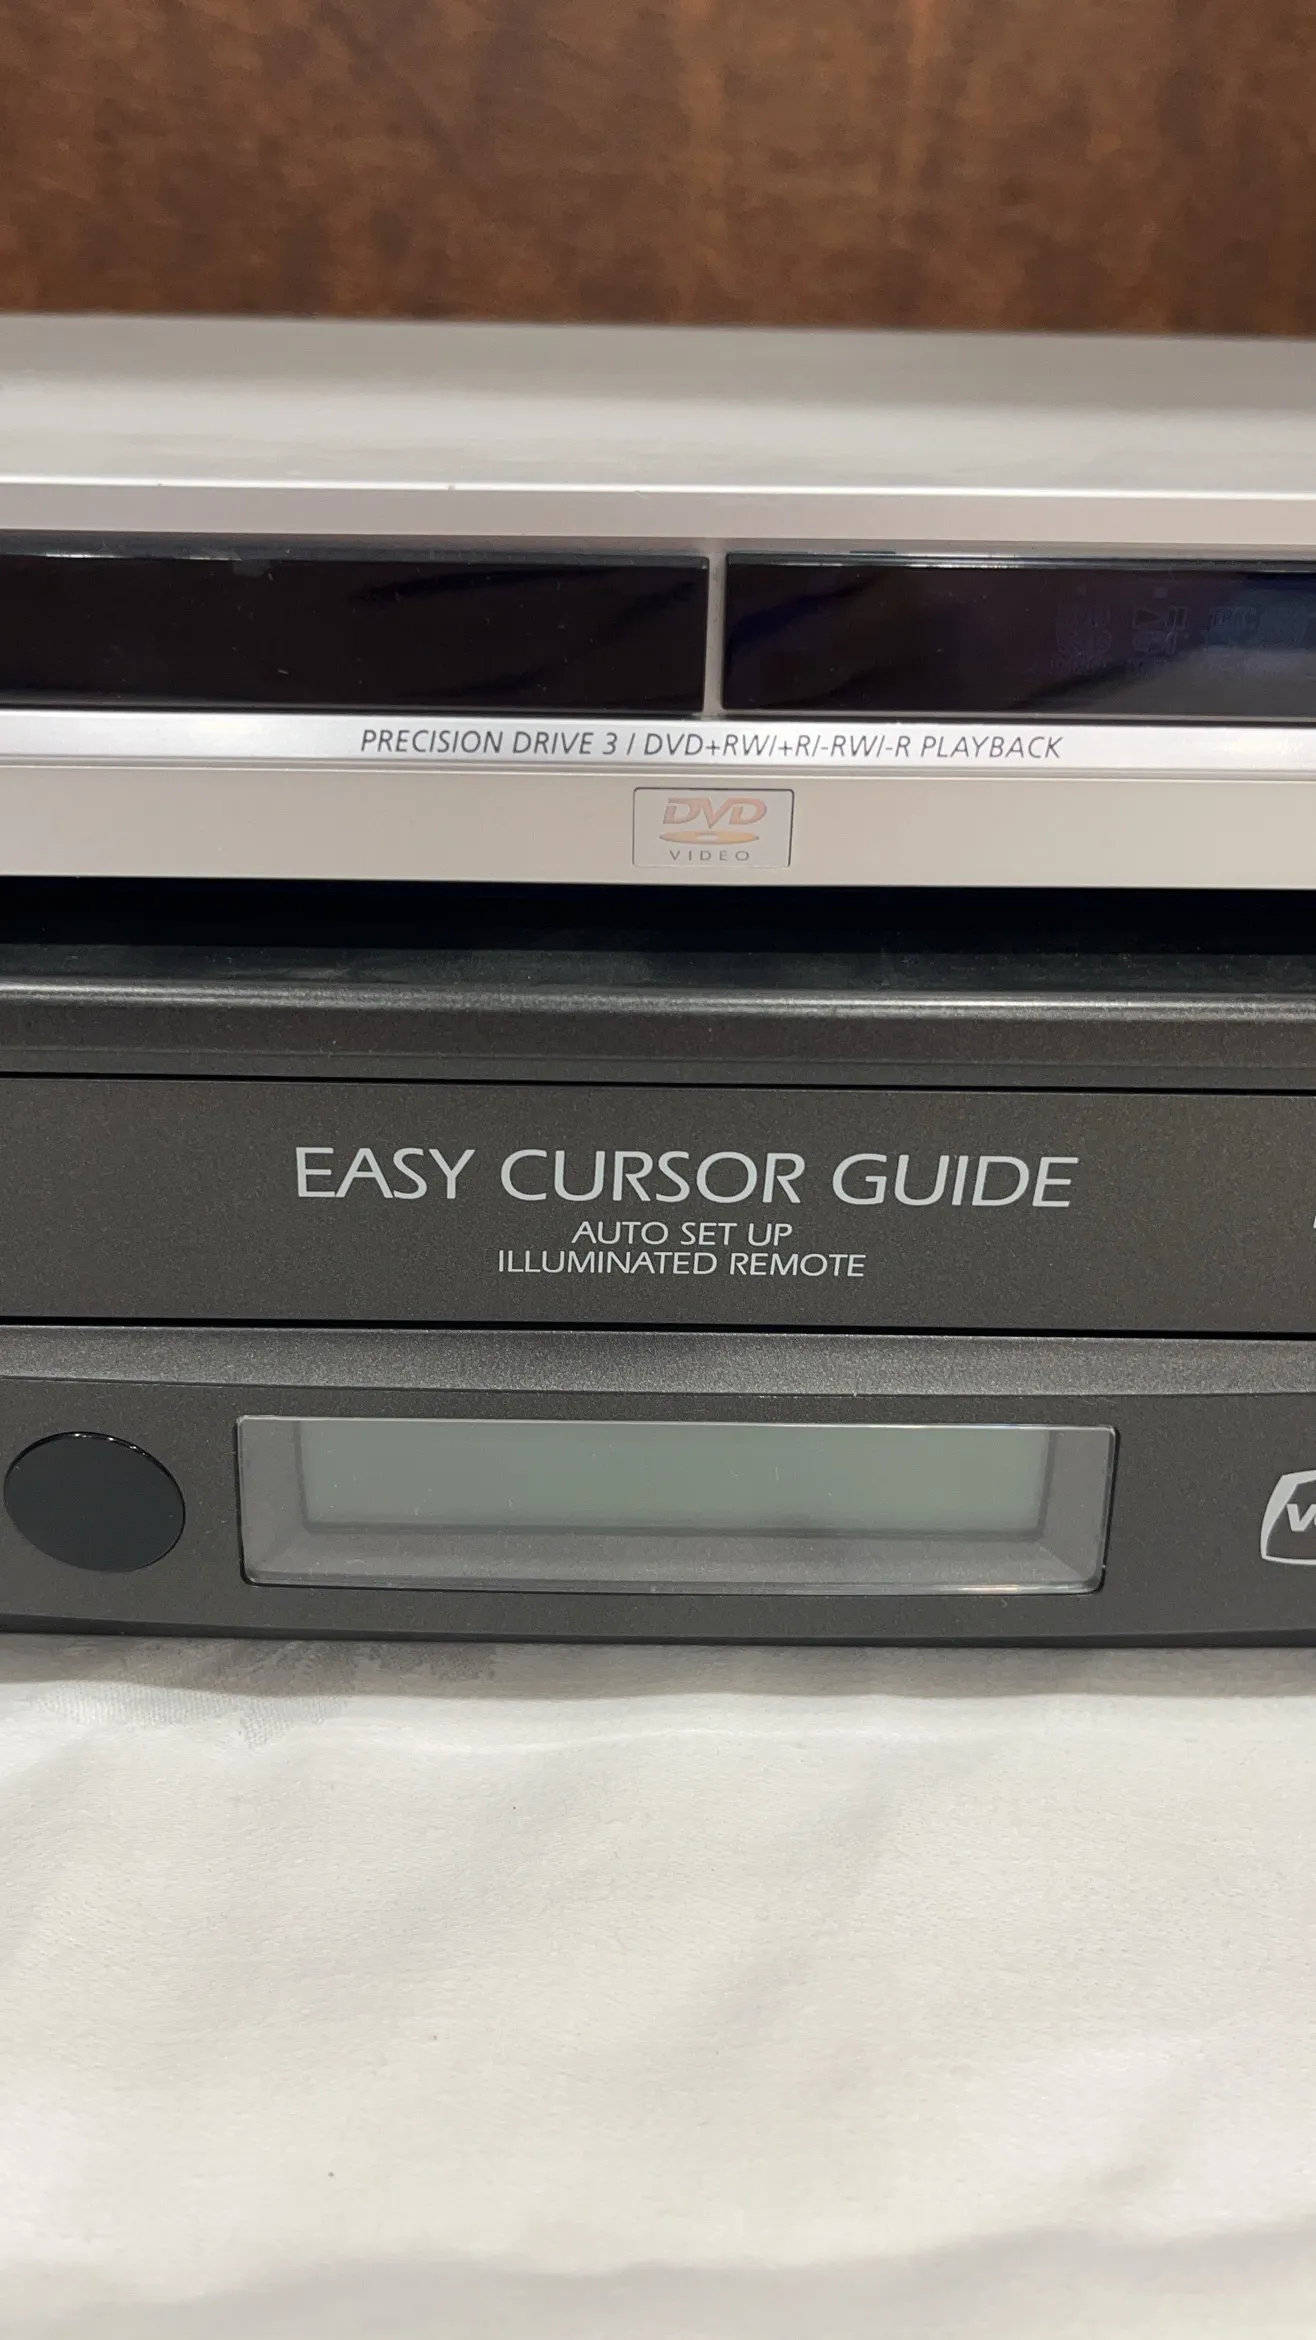 PRECISION DRIVE 3 / DVD+RW/+R/-RW/-R PLAYBACK
DVD
VIDEO
EASY CURSOR GUIDE
AUTO SET UP
ILLUMINATED REMOTE